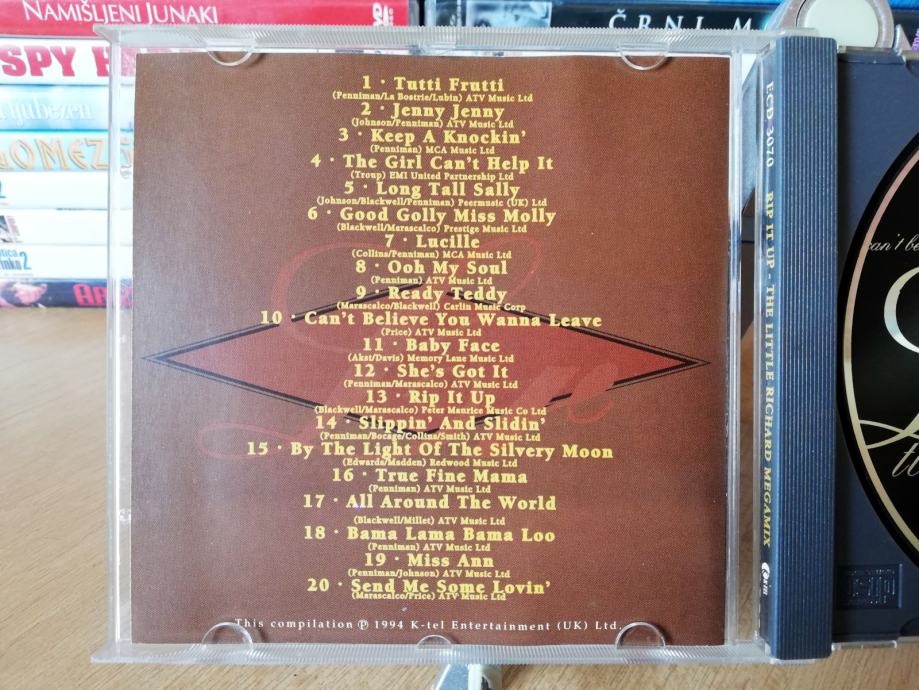 NAMIŠLJENI JUNAKI
SPY
ljubezen
GOMEZ
ČRNI
1 · Tutti Frutti
(Penniman/La Bostrie/Lubin) ATV Music Ltd
2 · Jenny Jenny
(Johnson/Penniman) ATV Music Ltd
3 · Keep A Knockin'
(Penniman) MCA Music Ltd
4 · The Girl Can't Help It
(Troup) EMI United Partnership Ltd
5 · Long Tall Sally
(Johnson/Blackwell/Penniman) Peermusic (UK) Ltd
6 · Good Golly Miss Molly
(Blackwell/Marascalco) Prestige Music Ltd
7 · Lucille
(Collins/Penniman) MCA Music Ltd
8 · Ooh My Soul
(Penniman) ATV Music Ltd
9 · Ready Teddy
(Marascalco/Blackwell) Carlin Music Corp
10 · Can't Believe You Wanna Leave
(Price) ATV Music Ltd
11 · Baby Face
(Akst/Davis) Memory Lane Music Ltd
12 · She's Got It
(Penniman/Marascalco) ATV Music Ltd
13 · Rip It Up
(Blackwell/Marascalco) Peter Maurice Music Co Ltd
14 · Slippin' And Slidin'
(Penniman/Bocage/Collins/Smith) ATV Music Ltd
15 · By The Light Of The Silvery Moon
(Edwards/Madden) Redwood Music Ltd
16 · True Fine Mama
(Penniman) ATV Music Ltd
17 · All Around The World
(Blackwell/Millet) ATV Music Ltd
18 · Bama Lama Bama Loo
(Penniman) ATV Music Ltd
19 · Miss Ann
(Penniman/Johnson) ATV Music Ltd
20 · Send Me Some Lovin'
(Marascalco/Price) ATV Music Ltd
This compilation ℗ 1994 K-tel Entertainment (UK) Ltd.
ECD 3070 RIP IT UP - THE LITTLE RICHARD MEGAMIX